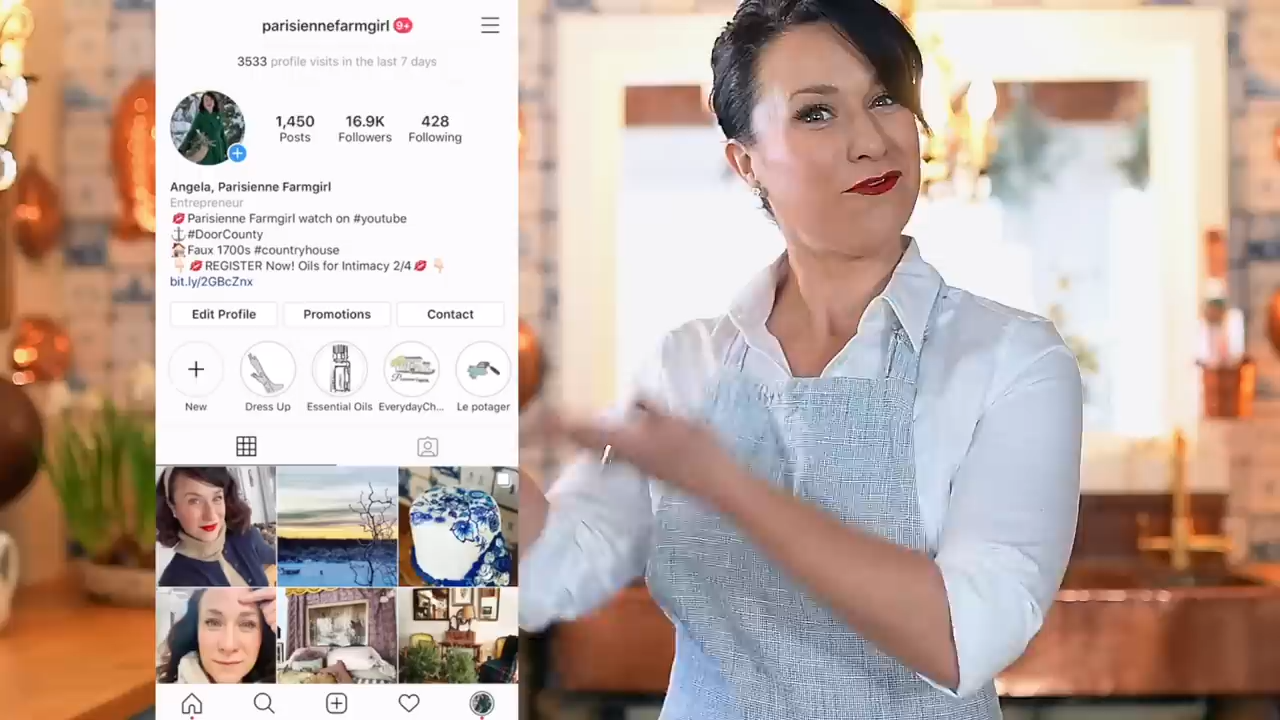 parisiennefarmgirl 9+
3533 profile visits in the last 7 days
1,450 16.9K 428
Posts Followers Following
Angela, Parisienne Farmgirl
Entrepreneur
💋Parisienne Farmgirl watch on #youtube
⚓#DoorCounty
🏠Faux 1700s #countryhouse
👇🏻💋REGISTER Now! Oils for Intimacy 2/4💋👇🏻
bit.ly/2GBcZnx
Edit Profile Promotions Contact
New Dress Up Essential Oils EverydayCh... Le potager